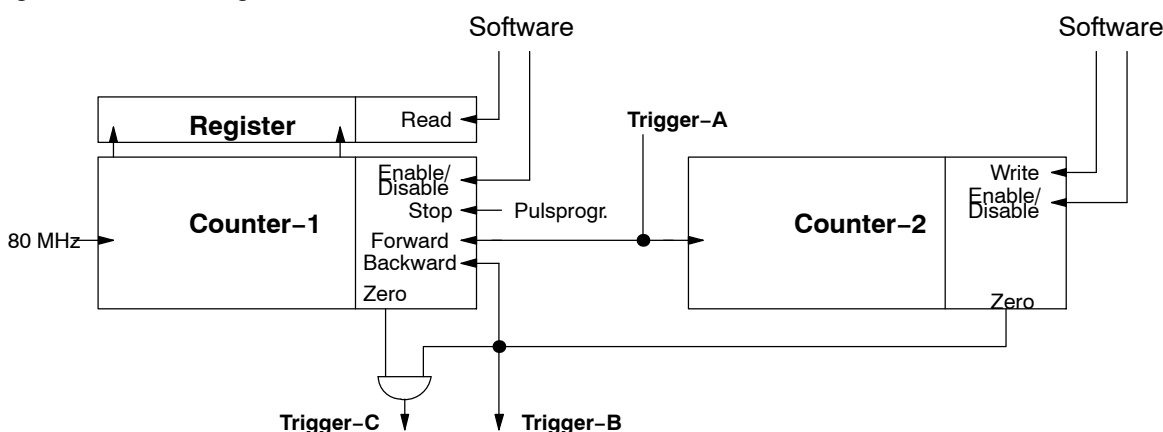 Software
Software
Register
Read
Trigger−A
Enable/
Disable
Write
Enable/
Disable
Stop
Pulsprogr.
Counter−1
Counter−2
80 MHz
Forward
Backward
Zero
Zero
Trigger−C
Trigger−B